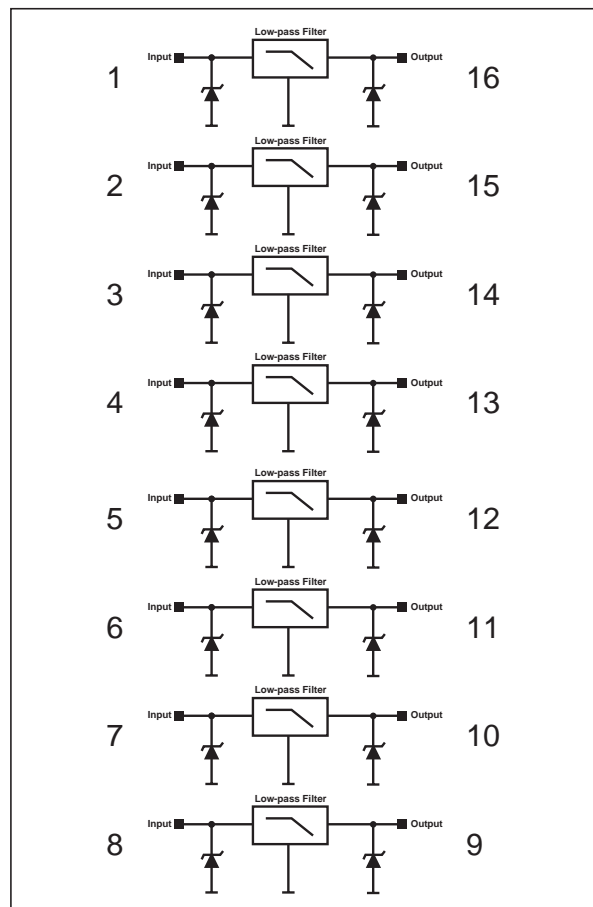 Low-pass Filter
Input Output
1 16
Low-pass Filter
Input Output
2 15
Low-pass Filter
Input Output
3 14
Low-pass Filter
Input Output
4 13
Low-pass Filter
Input Output
5 12
Low-pass Filter
Input Output
6 11
Low-pass Filter
Input Output
7 10
Low-pass Filter
Input Output
8 9